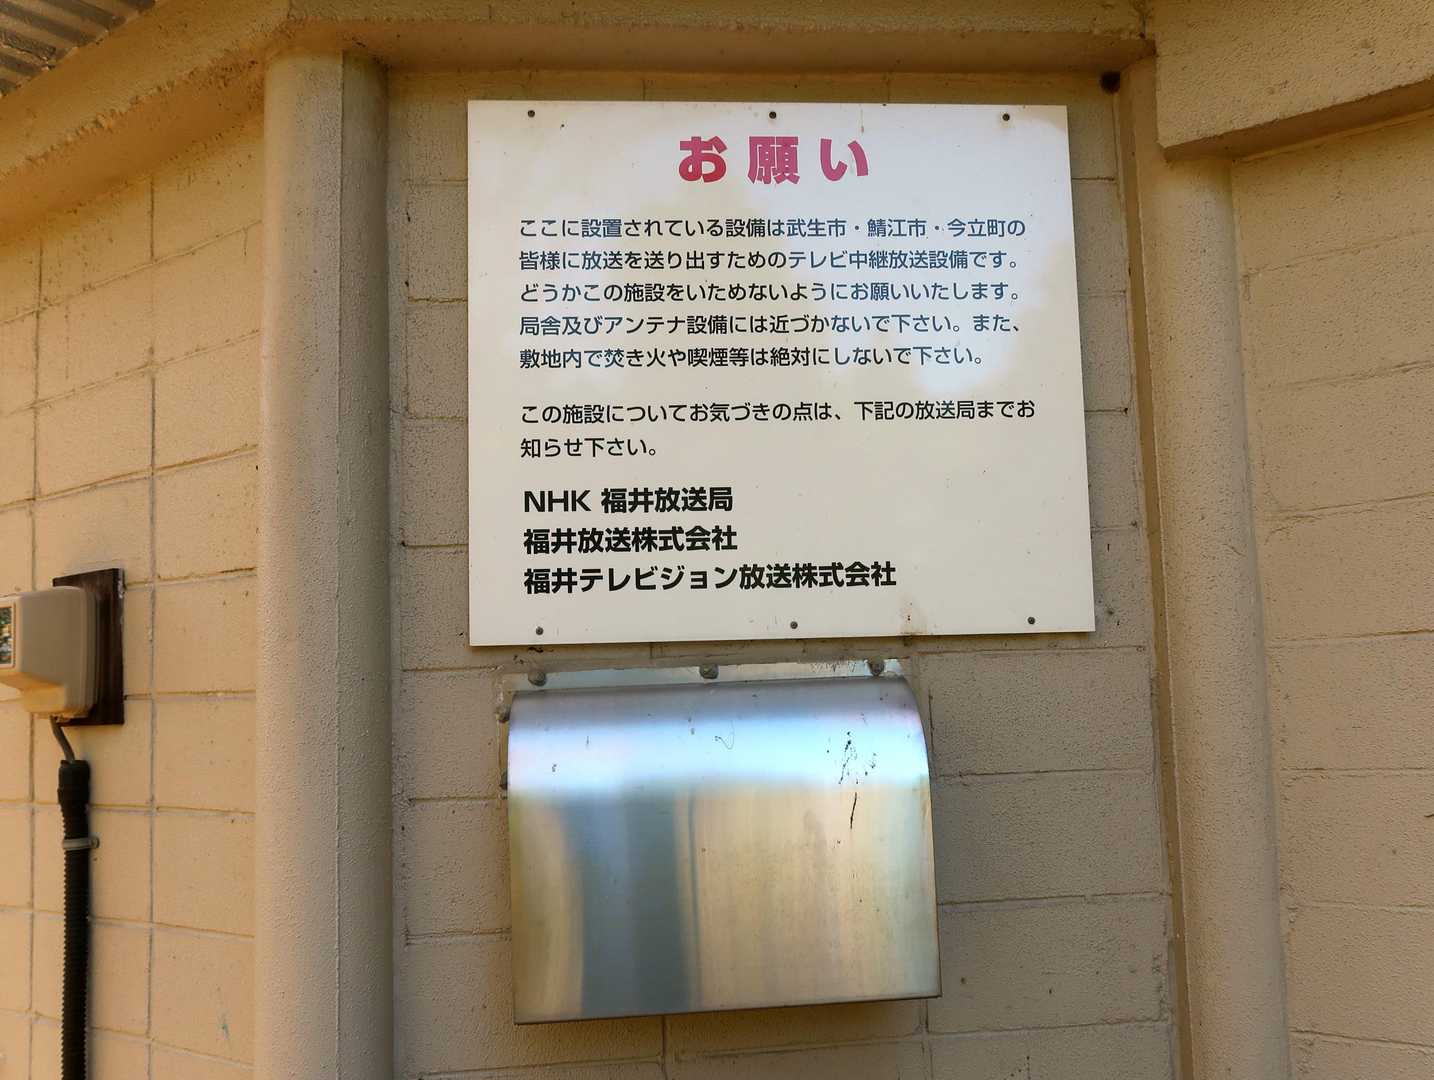 お願い
ここに設置されている設備は武生市・鯖江市・今立町の
皆様に放送を送り出すためのテレビ中継放送設備です。
どうかこの施設をいためないようにお願いいたします。
局舎及びアンテナ設備には近づかないで下さい。また、
敷地内で焚き火や喫煙等は絶対にしないで下さい。
この施設についてお気づきの点は、下記の放送局までお
知らせ下さい。
NHK 福井放送局
福井放送株式会社
福井テレビジョン放送株式会社